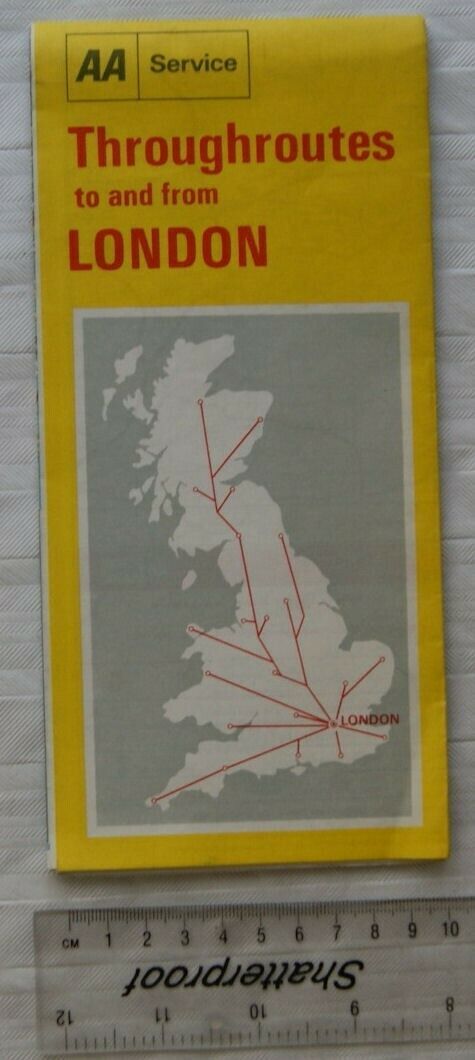 AA Service
Throughroutes
to and from
LONDON
LONDON
CM 1 2 3 4 5 6 7 8 9 10
Shatterproof
12 11 10 9 8